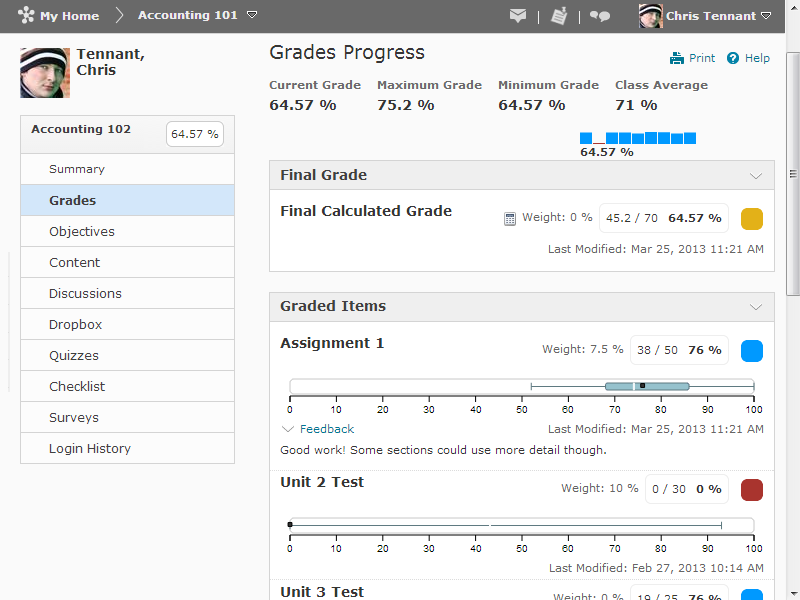 My Home
Accounting 101
Chris Tennant
Tennant,
Chris
Accounting 102
64.57 %
Summary
Grades
Objectives
Content
Discussions
Dropbox
Quizzes
Checklist
Surveys
Login History
Grades Progress
Print
Help
Current Grade Maximum Grade Minimum Grade Class Average
64.57 % 75.2 % 64.57 % 71 %
64.57 %
Final Grade
Final Calculated Grade
Weight: 0 % 45.2 / 70 64.57 %
Last Modified: Mar 25, 2013 11:21 AM
Graded Items
Assignment 1
Weight: 7.5 % 38 / 50 76 %
0 10 20 30 40 50 60 70 80 90 100
Feedback Last Modified: Mar 25, 2013 11:21 AM
Good work! Some sections could use more detail though.
Unit 2 Test
Weight: 10 % 0 / 30 0 %
0 10 20 30 40 50 60 70 80 90 100
Last Modified: Feb 27, 2013 10:14 AM
Unit 3 Test
Weight: 0 % 19 / 25 76 %